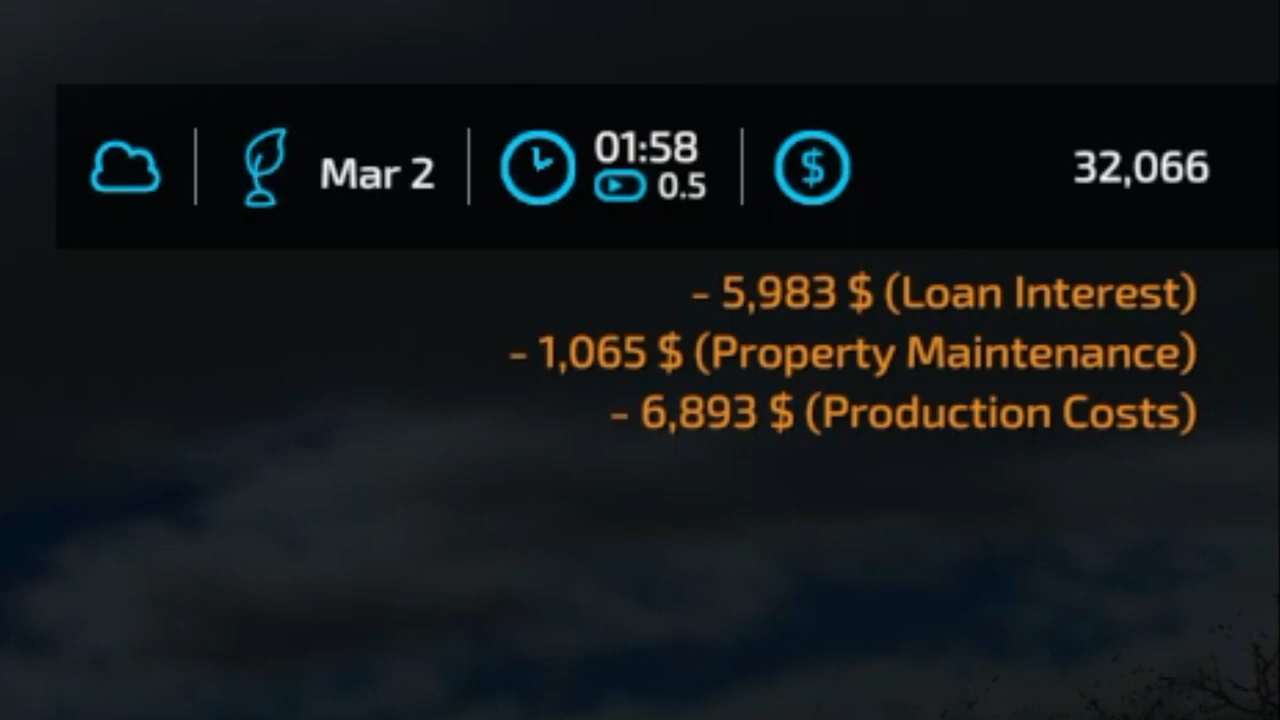 Mar 2
01:58
0.5
$
32,066
- 5,983 $ (Loan Interest)
- 1,065 $ (Property Maintenance)
- 6,893 $ (Production Costs)